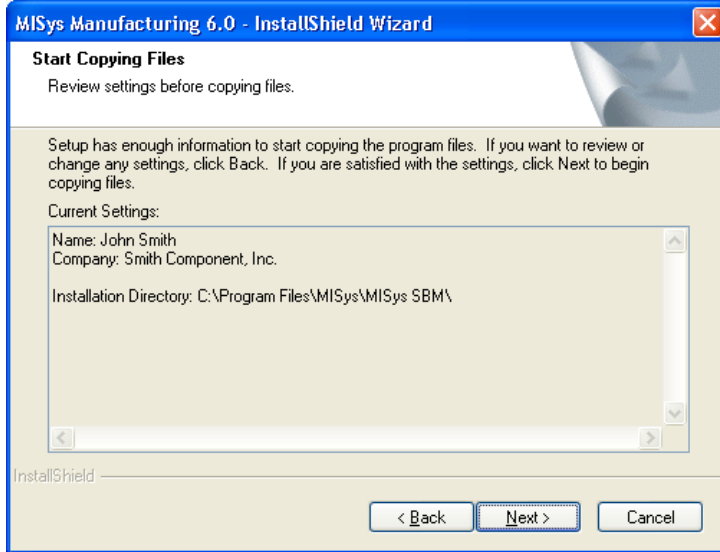 MISys Manufacturing 6.0 - InstallShield Wizard
Start Copying Files
Review settings before copying files.
Setup has enough information to start copying the program files.  If you want to review or
change any settings, click Back.  If you are satisfied with the settings, click Next to begin
copying files.
Current Settings:
Name: John Smith
Company: Smith Component, Inc.
Installation Directory: C:\Program Files\MISys\MISys SBM\
InstallShield
< Back
Next >
Cancel